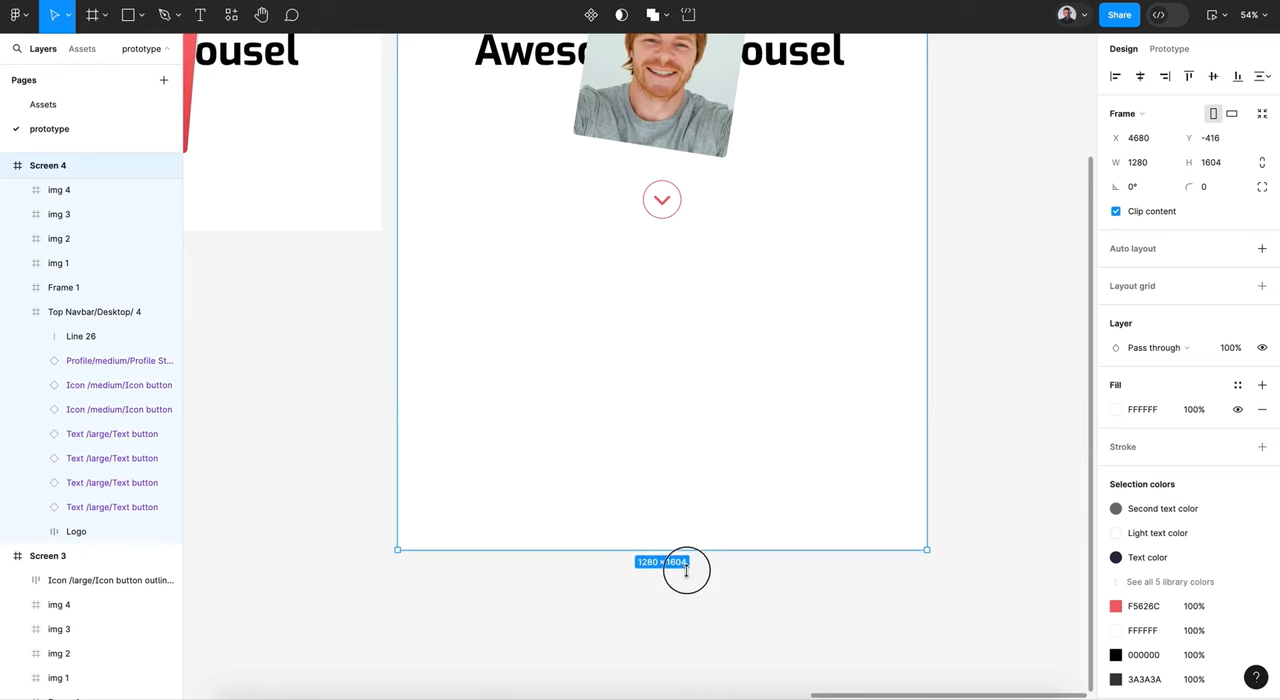 Share
54%
Layers
Assets
prototype
Pages
Assets
prototype
Screen 4
img 4
img 3
img 2
img 1
Frame 1
Top Navbar/Desktop/ 4
Line 26
Profile/medium/Profile St...
Icon /medium/Icon button
Icon /medium/Icon button
Text /large/Text button
Text /large/Text button
Text /large/Text button
Text /large/Text button
Logo
Screen 3
Icon /large/Icon button outlin...
img 4
img 3
img 2
img 1
ousel
Aweso ousel
1280 × 1604
Design
Prototype
Frame
X 4680 Y -416
W 1280 H 1604
0° 0
Clip content
Auto layout
Layout grid
Layer
Pass through 100%
Fill
FFFFFF 100%
Stroke
Selection colors
Second text color
Light text color
Text color
See all 5 library colors
F5626C 100%
FFFFFF 100%
000000 100%
3A3A3A 100%
?